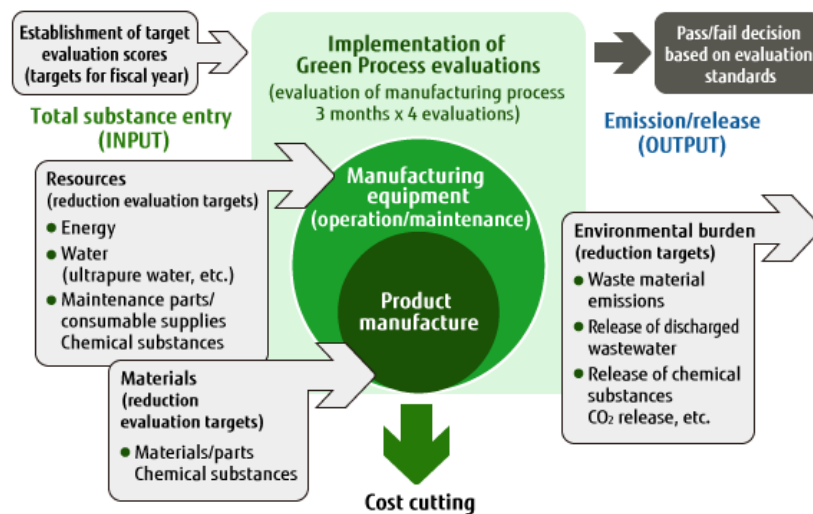 Establishment of target
evaluation scores
(targets for fiscal year)
Implementation of
Green Process evaluations
(evaluation of manufacturing process
3 months x 4 evaluations)
Pass/fail decision
based on evaluation
standards
Total substance entry
(INPUT)
Emission/release
(OUTPUT)
Resources
(reduction evaluation targets)
● Energy
● Water
(ultrapure water, etc.)
● Maintenance parts/
consumable supplies
Chemical substances
Manufacturing
equipment
(operation/maintenance)
Product
manufacture
Materials
(reduction
evaluation targets)
● Materials/parts
Chemical substances
Environmental burden
(reduction targets)
● Waste material
emissions
● Release of discharged
wastewater
● Release of chemical
substances
CO₂ release, etc.
Cost cutting